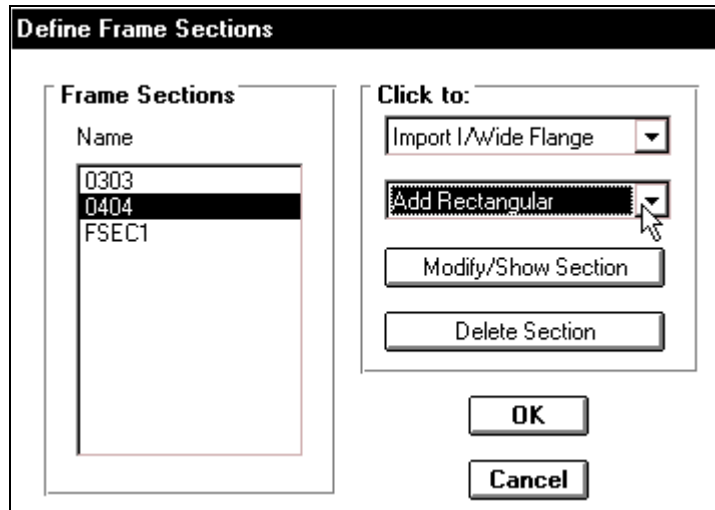 Define Frame Sections
Frame Sections
Name
0303
0404
FSEC1
Click to:
Import I/Wide Flange
Add Rectangular
Modify/Show Section
Delete Section
OK
Cancel